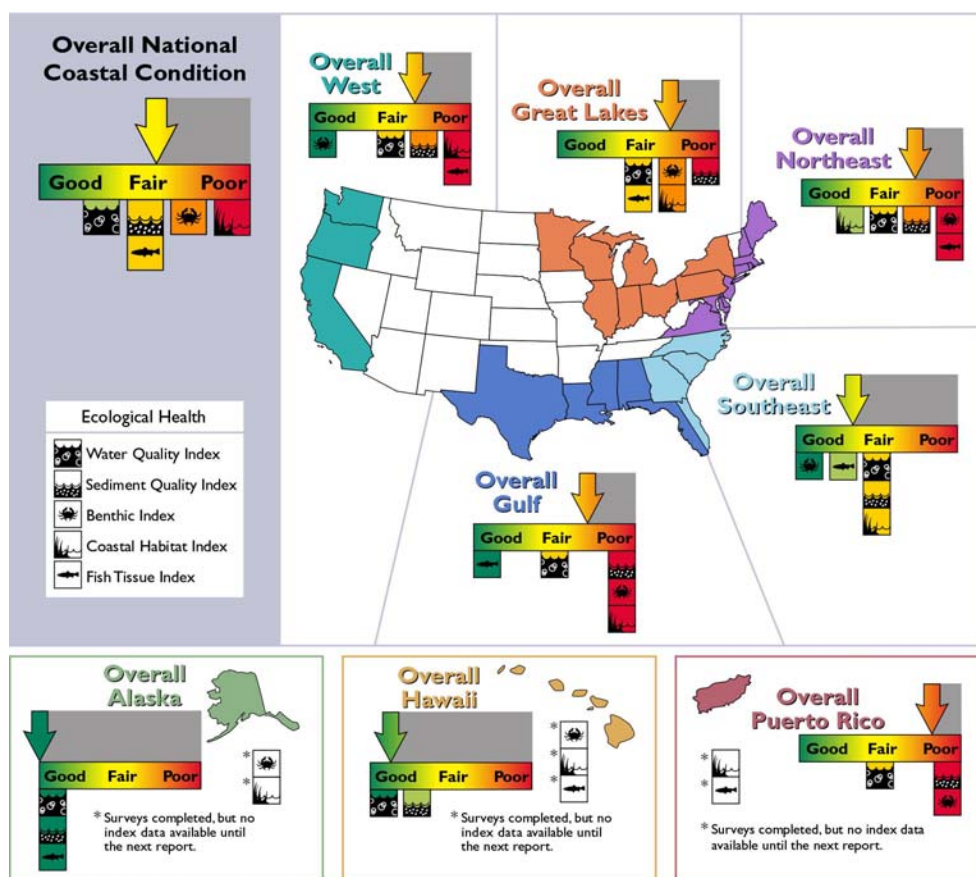 Overall National
Coastal Condition
Good Fair Poor
Overall
West
Good Fair Poor
Overall
Great Lakes
Good Fair Poor
Overall
Northeast
Good Fair Poor
Overall
Southeast
Good Fair Poor
Overall
Gulf
Good Fair Poor
Ecological Health
Water Quality Index
Sediment Quality Index
Benthic Index
Coastal Habitat Index
Fish Tissue Index
Overall
Alaska
Good Fair Poor
*
*
* Surveys completed, but no
index data available until
the next report.
Overall
Hawaii
Good Fair Poor
*
*
*
* Surveys completed, but no
index data available until
the next report.
Overall
Puerto Rico
Good Fair Poor
*
*
* Surveys completed, but no index data
available until the next report.